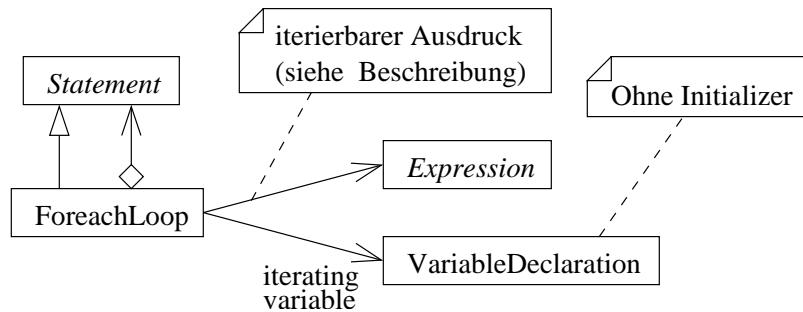 iterierbarer Ausdruck
(siehe Beschreibung)
Statement
Ohne Initializer
Expression
ForeachLoop
VariableDeclaration
iterating
variable